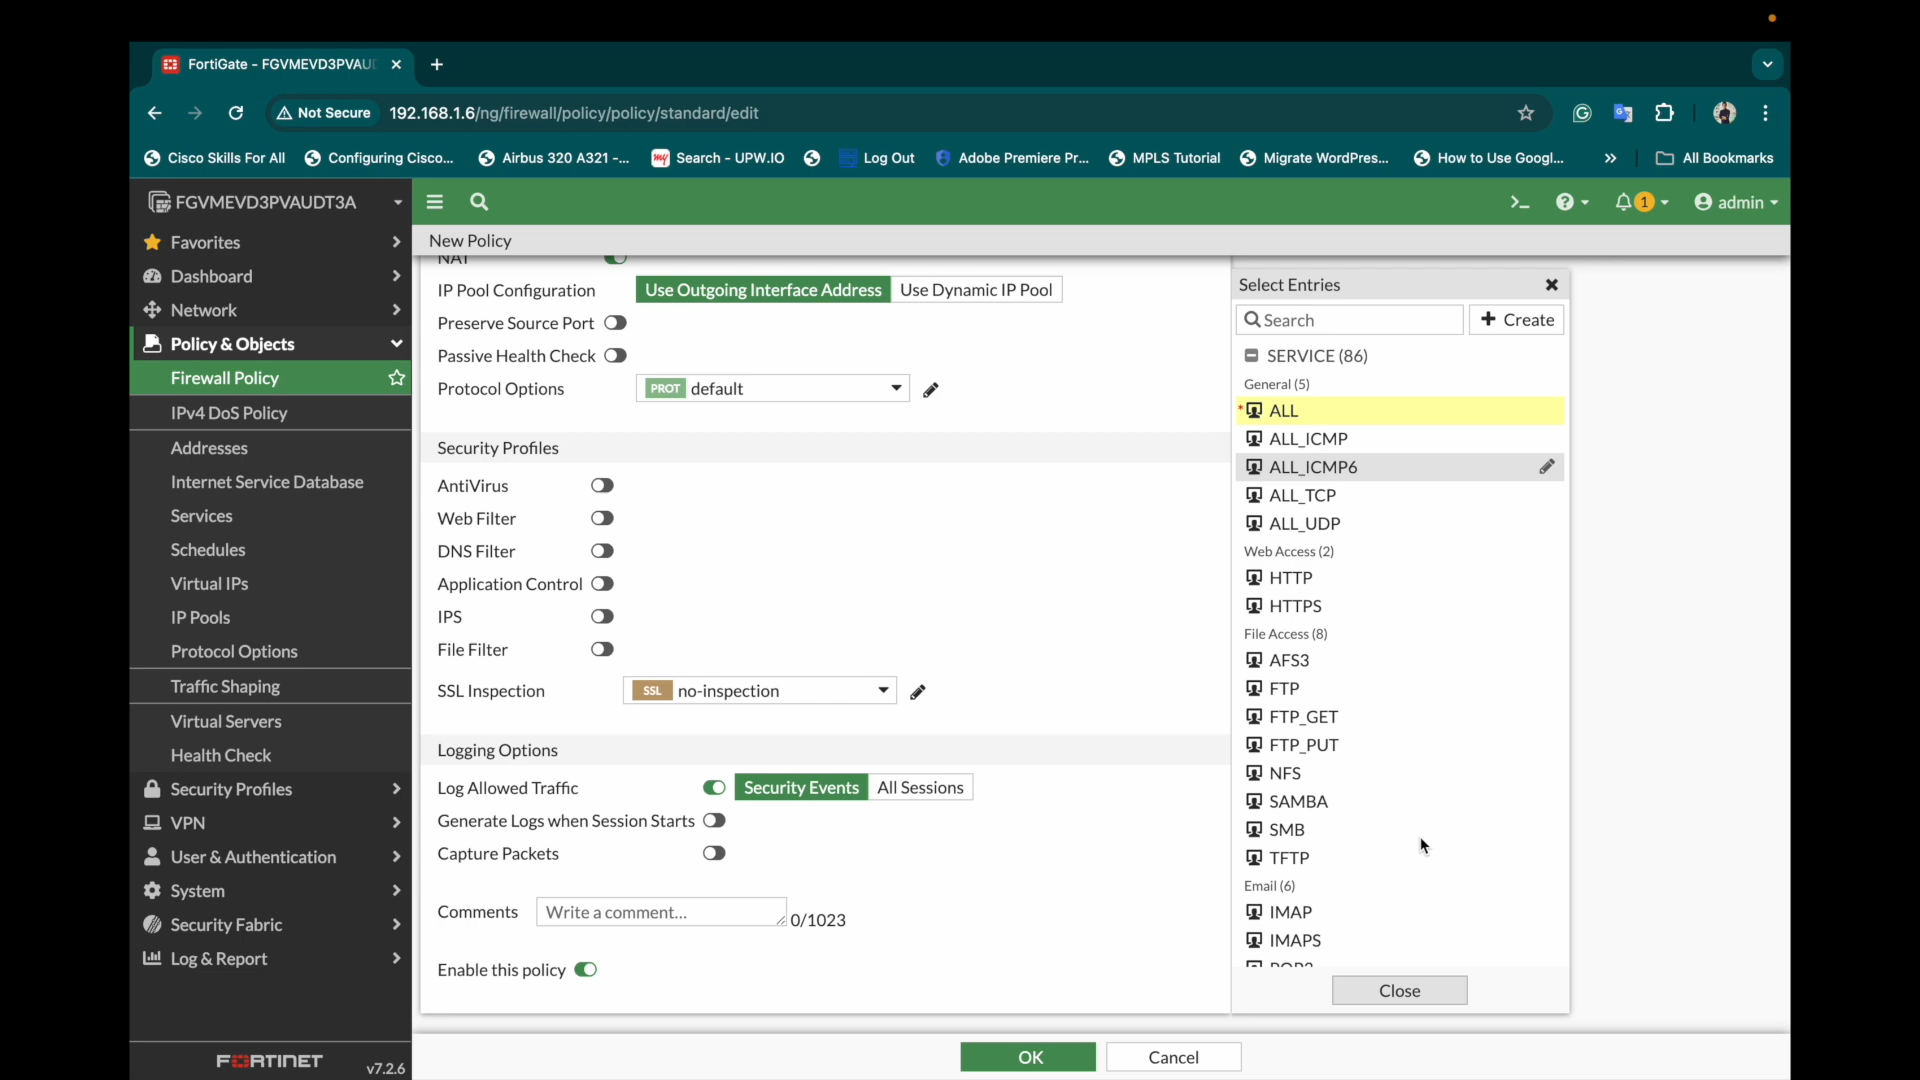 FortiGate - FGVMEVD3PVAUD
Not Secure 192.168.1.6/ng/firewall/policy/policy/standard/edit
Cisco Skills For All
Configuring Cisco...
Airbus 320 A321 -...
my
Search - UPW.IO
Log Out
Adobe Premiere Pr...
MPLS Tutorial
Migrate WordPres...
How to Use Googl...
All Bookmarks
FGVMEVD3PVAUDT3A
1
admin
Favorites
Dashboard
Network
Policy & Objects
Firewall Policy
IPv4 DoS Policy
Addresses
Internet Service Database
Services
Schedules
Virtual IPs
IP Pools
Protocol Options
Traffic Shaping
Virtual Servers
Health Check
Security Profiles
VPN
User & Authentication
System
Security Fabric
Log & Report
FORTINET
v7.2.6
New Policy
NAT
IP Pool Configuration Use Outgoing Interface Address Use Dynamic IP Pool
Preserve Source Port
Passive Health Check
Protocol Options PROT default
Security Profiles
AntiVirus
Web Filter
DNS Filter
Application Control
IPS
File Filter
SSL Inspection SSL no-inspection
Logging Options
Log Allowed Traffic Security Events All Sessions
Generate Logs when Session Starts
Capture Packets
Comments Write a comment... 0/1023
Enable this policy
Select Entries
Search
+ Create
SERVICE (86)
General (5)
* ALL
ALL_ICMP
ALL_ICMP6
ALL_TCP
ALL_UDP
Web Access (2)
HTTP
HTTPS
File Access (8)
AFS3
FTP
FTP_GET
FTP_PUT
NFS
SAMBA
SMB
TFTP
Email (6)
IMAP
IMAPS
POP3
Close
OK
Cancel